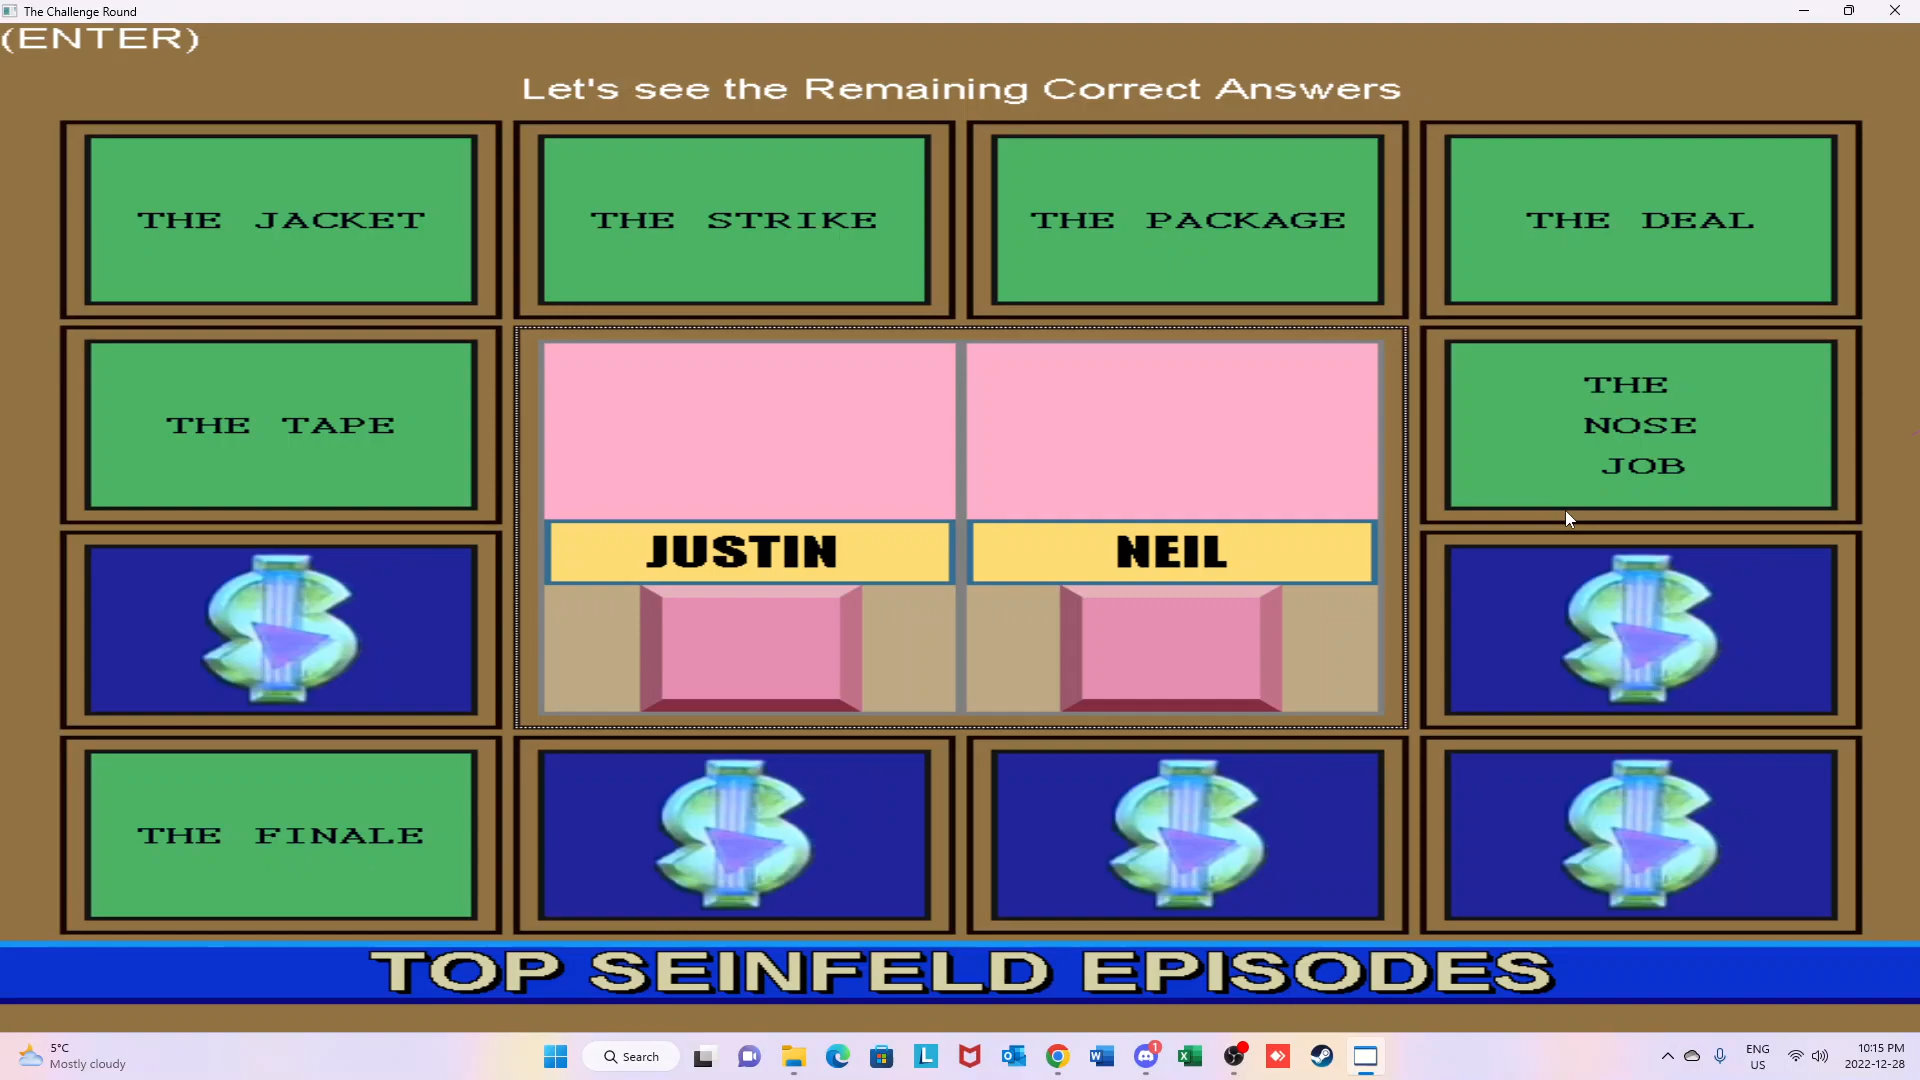 The Challenge Round
(ENTER)
Let's see the Remaining Correct Answers
THE JACKET
THE STRIKE
THE PACKAGE
THE DEAL
THE TAPE
THE
NOSE
JOB
JUSTIN
NEIL
THE FINALE
TOP SEINFELD EPISODES
5°C
Mostly cloudy
Search
1
ENG
US
10:15 PM
2022-12-28